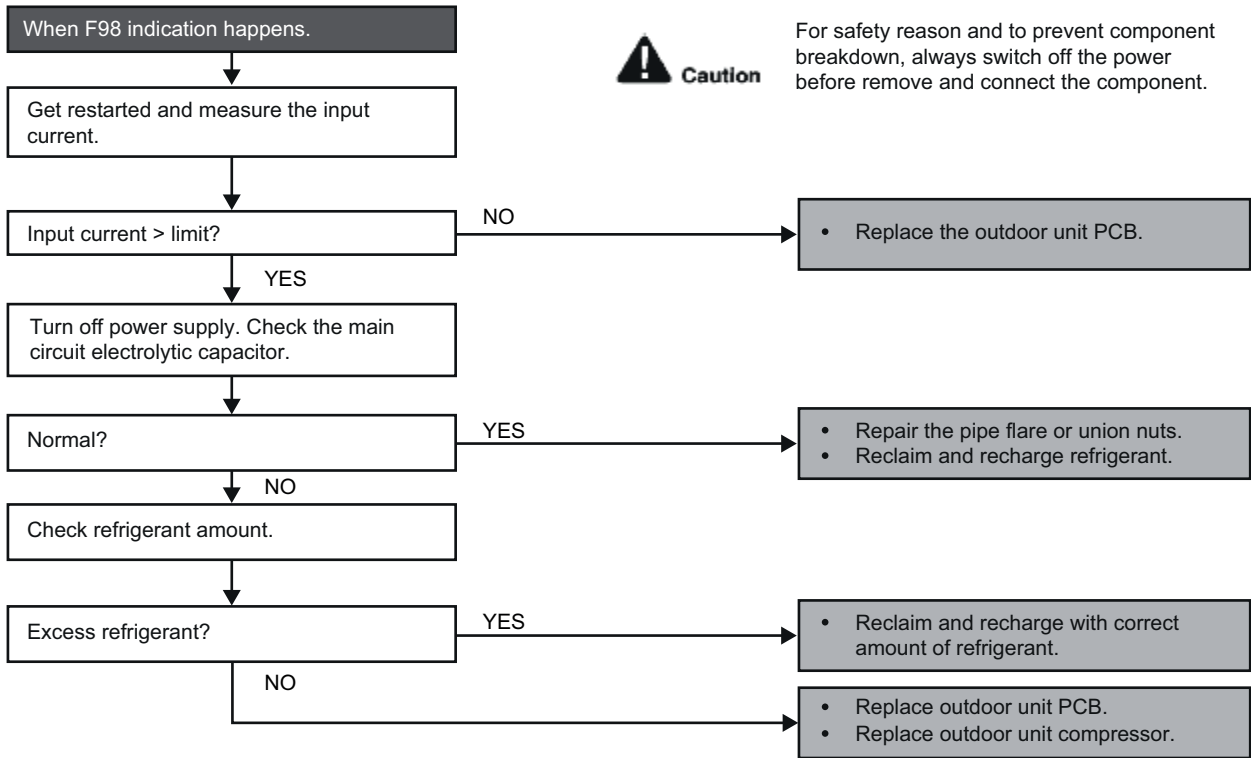 When F98 indication happens.
Caution
For safety reason and to prevent component
breakdown, always switch off the power
before remove and connect the component.
Get restarted and measure the input
current.
Input current > limit?
NO
• Replace the outdoor unit PCB.
YES
Turn off power supply. Check the main
circuit electrolytic capacitor.
Normal?
YES
• Repair the pipe flare or union nuts.
• Reclaim and recharge refrigerant.
NO
Check refrigerant amount.
Excess refrigerant?
YES
• Reclaim and recharge with correct
amount of refrigerant.
NO
• Replace outdoor unit PCB.
• Replace outdoor unit compressor.